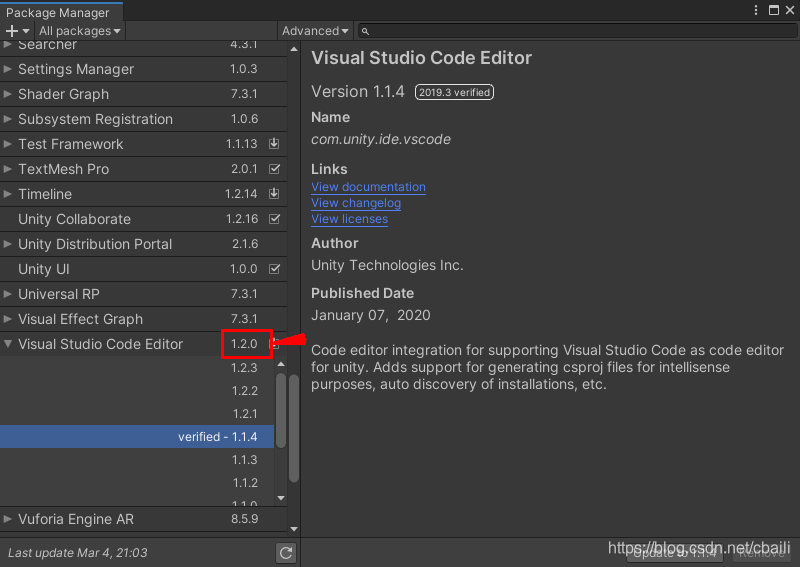 Package Manager
All packages
Advanced
Searcher 4.3.1
Settings Manager 1.0.3
Shader Graph 7.3.1
Subsystem Registration 1.0.6
Test Framework 1.1.13
TextMesh Pro 2.0.1
Timeline 1.2.14
Unity Collaborate 1.2.16
Unity Distribution Portal 2.1.6
Unity UI 1.0.0
Universal RP 7.3.1
Visual Effect Graph 7.3.1
Visual Studio Code Editor 1.2.0
1.2.3
1.2.2
1.2.1
verified - 1.1.4
1.1.3
1.1.2
1.1.0
Vuforia Engine AR 8.5.9
Last update Mar 4, 21:03
Visual Studio Code Editor
Version 1.1.4 2019.3 verified
Name
com.unity.ide.vscode
Links
View documentation
View changelog
View licenses
Author
Unity Technologies Inc.
Published Date
January 07, 2020
Code editor integration for supporting Visual Studio Code as code editor
for unity. Adds support for generating csproj files for intellisense
purposes, auto discovery of installations, etc.
Update to 1.1.4 Remove
https://blog.csdn.net/cbaili